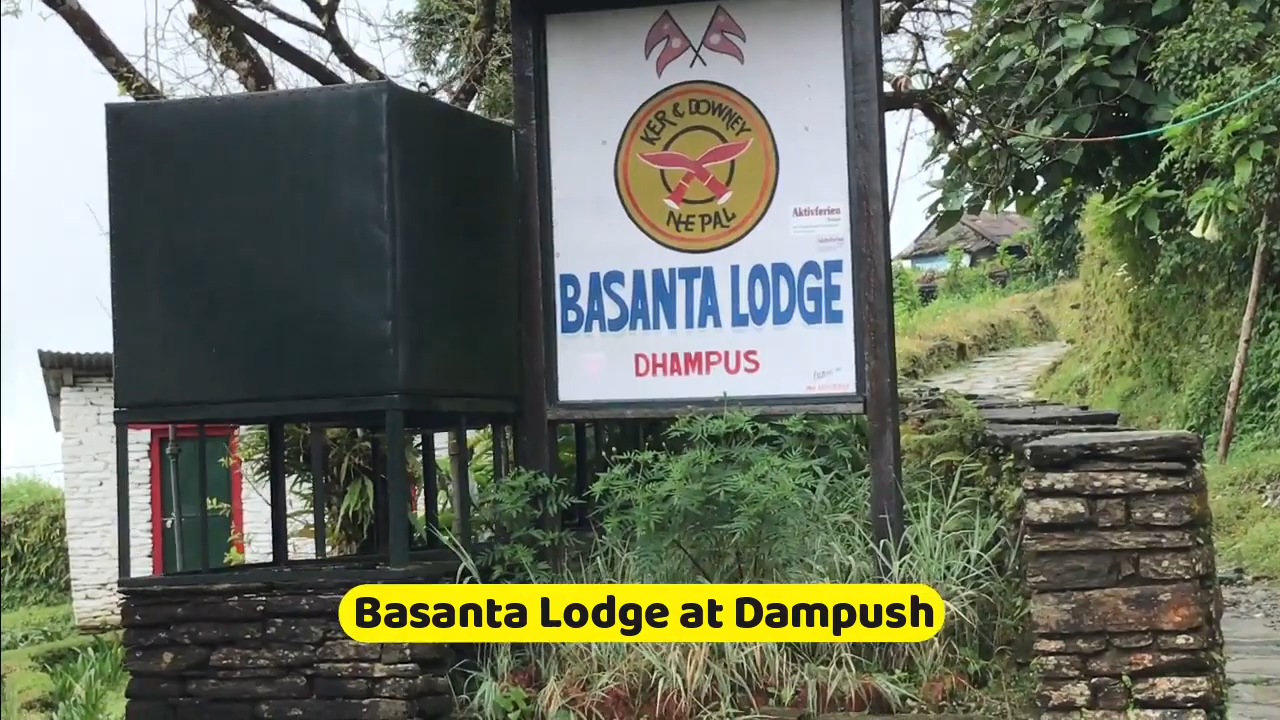 KER & DOWNEY
NEPAL
Aktivferien
BASANTA LODGE
DHAMPUS
Basanta Lodge at Dampush